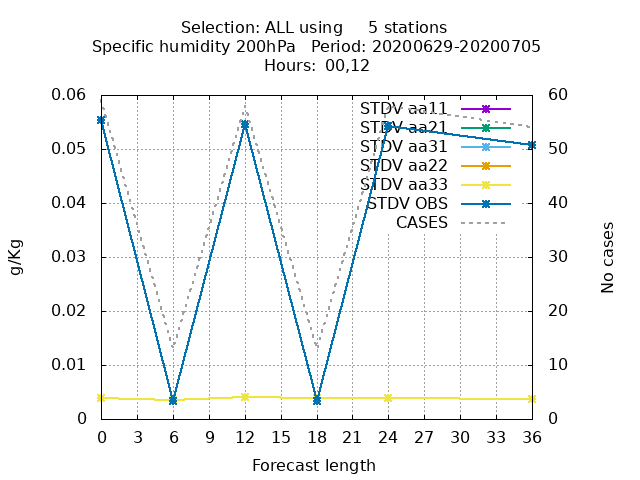 Selection: ALL using 5 stations
Specific humidity 200hPa Period: 20200629-20200705
Hours: 00,12
g/Kg
0.06
0.05
0.04
0.03
0.02
0.01
0
60
50
40
30
20
10
0
No cases
STDV aa11
STDV aa21
STDV aa31
STDV aa22
STDV aa33
STDV OBS
CASES
0 3 6 9 12 15 18 21 24 27 30 33 36
Forecast length